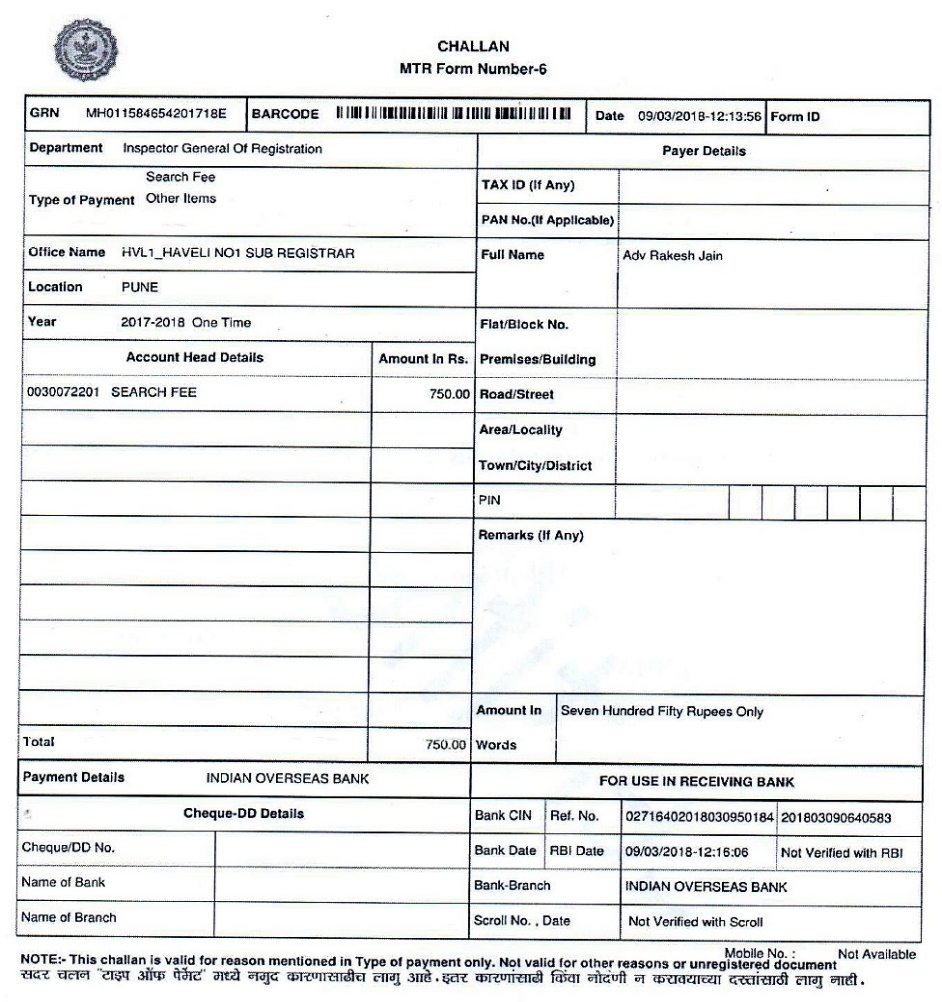 CHALLAN
MTR Form Number-6
GRN MH011584654201718E BARCODE Date 09/03/2018-12:13:56 Form ID
Department Inspector General Of Registration Payer Details
Type of Payment Search Fee
Other Items
TAX ID (If Any)
PAN No.(If Applicable)
Office Name HVL1_HAVELI NO1 SUB REGISTRAR Full Name Adv Rakesh Jain
Location PUNE
Year 2017-2018 One Time Flat/Block No.
Account Head Details Amount In Rs. Premises/Building
0030072201 SEARCH FEE 750.00 Road/Street
Area/Locality
Town/City/District
PIN
Remarks (If Any)
Amount In Words Seven Hundred Fifty Rupees Only
Total 750.00
Payment Details INDIAN OVERSEAS BANK FOR USE IN RECEIVING BANK
Cheque-DD Details Bank CIN Ref. No. 02716402018030950184 201803090640583
Cheque/DD No. Bank Date RBI Date 09/03/2018-12:16:06 Not Verified with RBI
Name of Bank Bank-Branch INDIAN OVERSEAS BANK
Name of Branch Scroll No. , Date Not Verified with Scroll
Mobile No. : Not Available
NOTE:- This challan is valid for reason mentioned in Type of payment only. Not valid for other reasons or unregistered document
सदर चलन "टाइप ऑफ पेमेंट" मध्ये नमुद कारणासाठीच लागु आहे. इतर कारणांसाठी किंवा नोदंणी न करावयाच्या दस्तांसाठी लागु नाही.